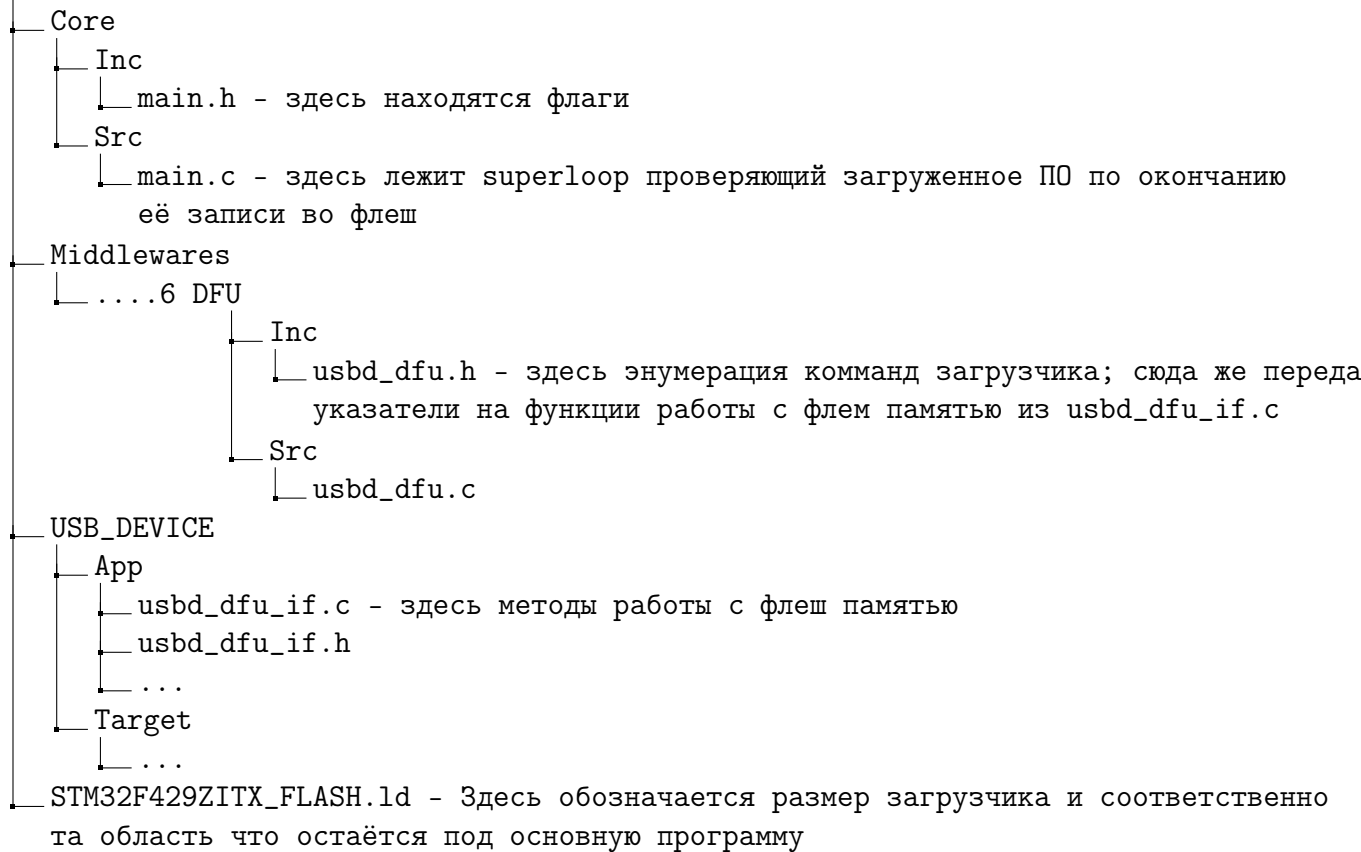 Core
Inc
main.h - здесь находятся флаги
Src
main.c - здесь лежит superloop проверяющий загруженное ПО по окончанию
её записи во флеш
Middlewares
....6 DFU
Inc
usbd_dfu.h - здесь энумерация комманд загрузчика; сюда же переда
указатели на функции работы с флем памятью из usbd_dfu_if.c
Src
usbd_dfu.c
USB_DEVICE
App
usbd_dfu_if.c - здесь методы работы с флеш памятью
usbd_dfu_if.h
...
Target
...
STM32F429ZITX_FLASH.ld - Здесь обозначается размер загрузчика и соответственно
та область что остаётся под основную программу